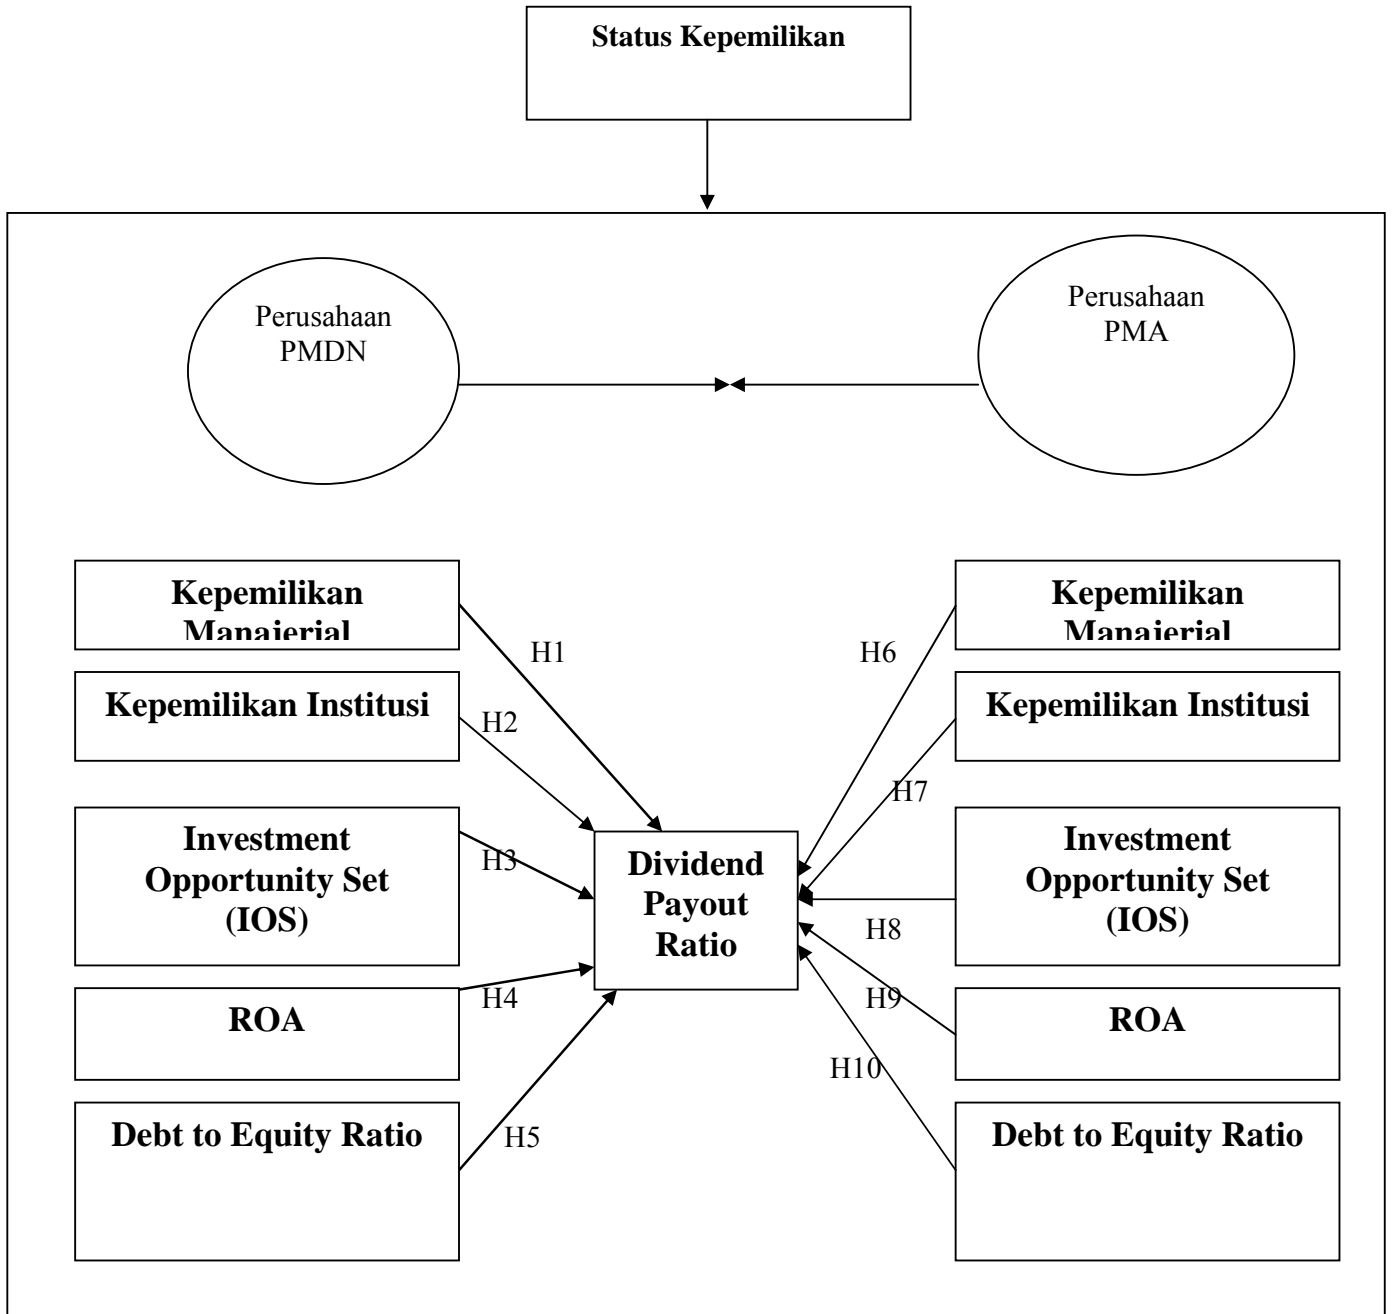 Status Kepemilikan
Perusahaan
PMDN
Perusahaan
PMA
Kepemilikan
Manajerial
H1
Kepemilikan Institusi
H2
Investment
Opportunity Set
(IOS)
H3
ROA
H4
Debt to Equity Ratio
H5
Dividend
Payout
Ratio
Kepemilikan
Manajerial
H6
Kepemilikan Institusi
H7
Investment
Opportunity Set
(IOS)
H8
ROA
H9
Debt to Equity Ratio
H10